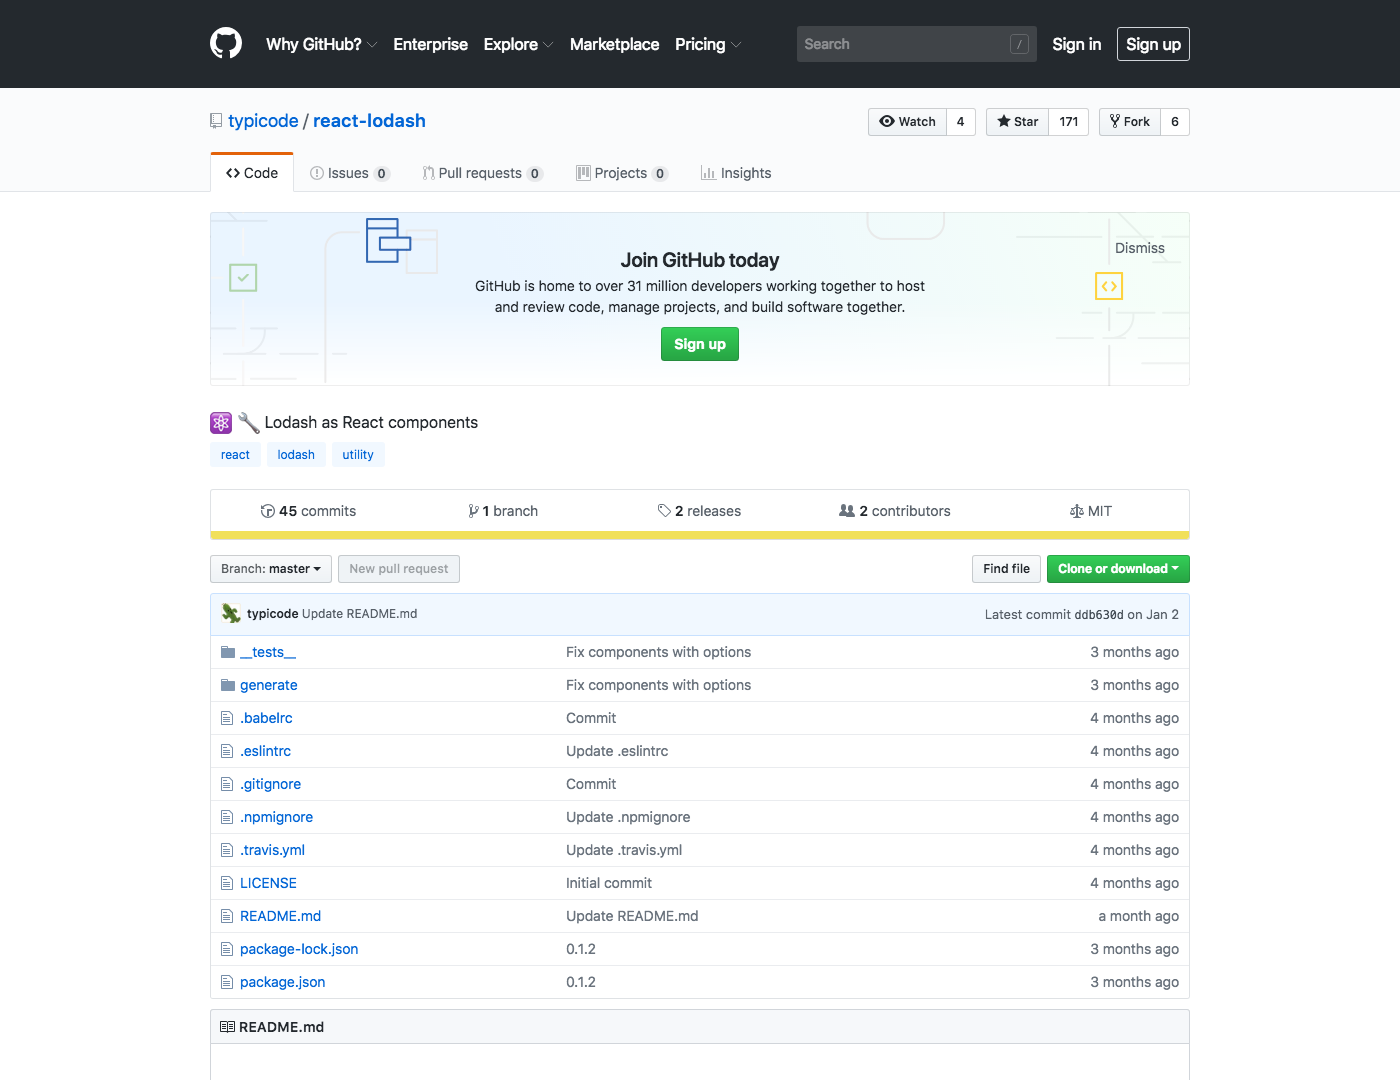 Why GitHub? Enterprise Explore Marketplace Pricing Search / Sign in Sign up
typicode / react-lodash Watch 4 Star 171 Fork 6
Code Issues 0 Pull requests 0 Projects 0 Insights
Dismiss
Join GitHub today
GitHub is home to over 31 million developers working together to host
and review code, manage projects, and build software together.
Sign up
Lodash as React components
react lodash utility
45 commits 1 branch 2 releases 2 contributors MIT
Branch: master New pull request Find file Clone or download
typicode Update README.md Latest commit ddb630d on Jan 2
__tests__ Fix components with options 3 months ago
generate Fix components with options 3 months ago
.babelrc Commit 4 months ago
.eslintrc Update .eslintrc 4 months ago
.gitignore Commit 4 months ago
.npmignore Update .npmignore 4 months ago
.travis.yml Update .travis.yml 4 months ago
LICENSE Initial commit 4 months ago
README.md Update README.md a month ago
package-lock.json 0.1.2 3 months ago
package.json 0.1.2 3 months ago
README.md